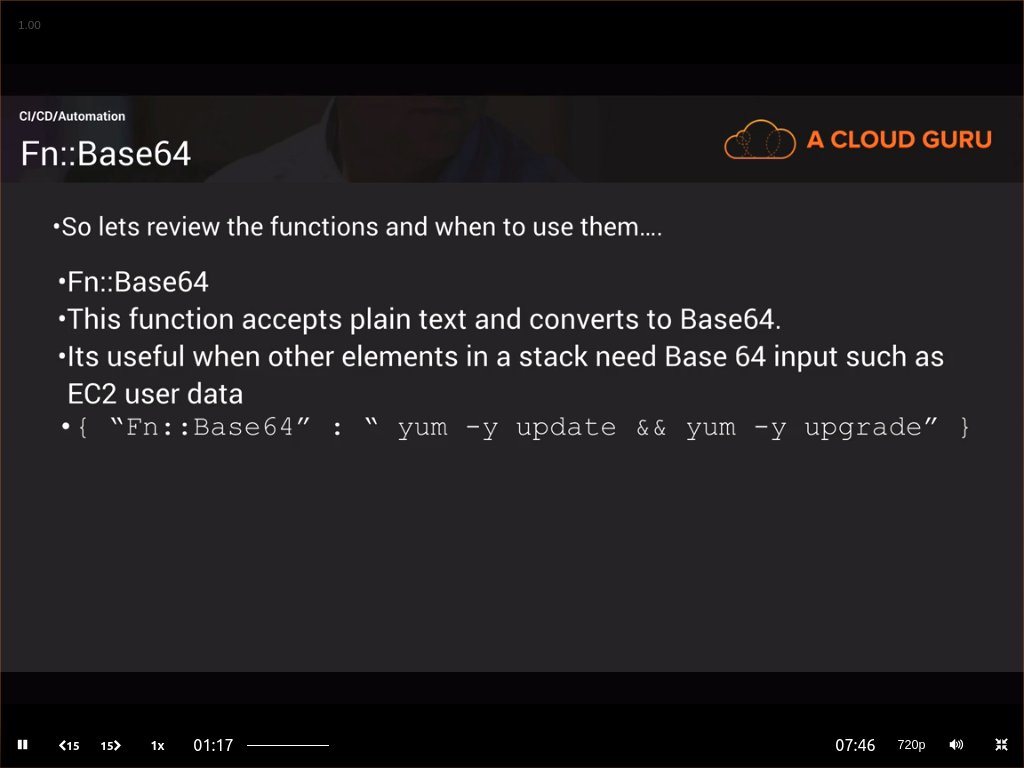 1.00
CI/CD/Automation
Fn::Base64
A CLOUD GURU
•So lets review the functions and when to use them….
•Fn::Base64
•This function accepts plain text and converts to Base64.
•Its useful when other elements in a stack need Base 64 input such as
EC2 user data
•{ “Fn::Base64” : “ yum -y update && yum -y upgrade” }
15 15 1x 01:17 07:46 720p